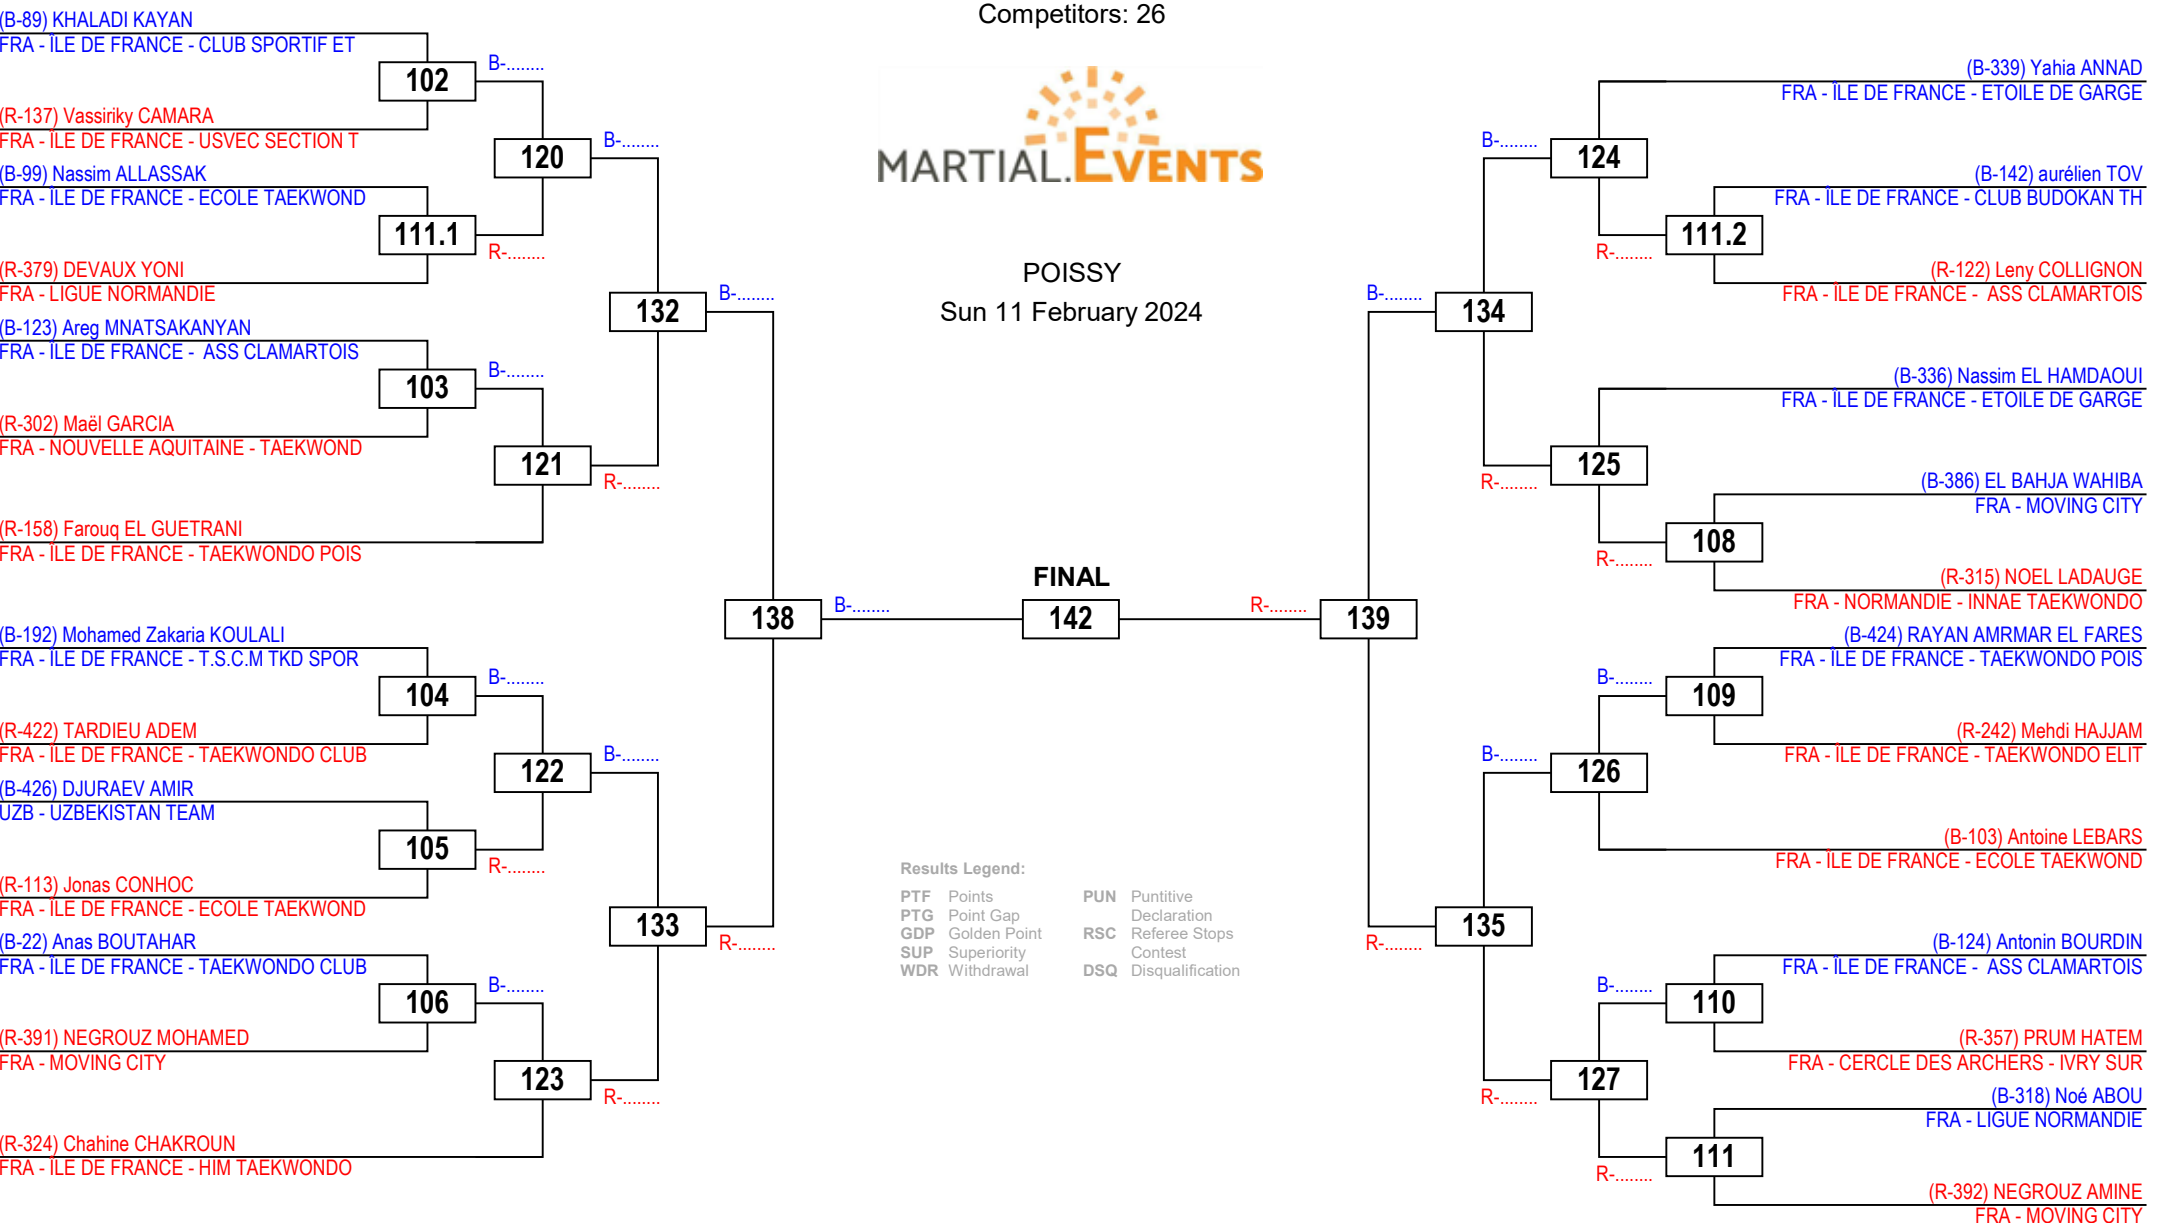 Competitors: 26
MARTIAL.EVENTS
POISSY
Sun 11 February 2024
(B-89) KHALADI KAYAN
FRA - ÎLE DE FRANCE - CLUB SPORTIF ET
102
B-........
(R-137) Vassiriky CAMARA
FRA - ÎLE DE FRANCE - USVEC SECTION T
120
B-........
(B-99) Nassim ALLASSAK
FRA - ÎLE DE FRANCE - ECOLE TAEKWOND
111.1
R-........
(R-379) DEVAUX YONI
FRA - LIGUE NORMANDIE
132
B-........
(B-123) Areg MNATSAKANYAN
FRA - ÎLE DE FRANCE -  ASS CLAMARTOIS
103
B-........
(R-302) Maël GARCIA
FRA - NOUVELLE AQUITAINE - TAEKWOND
121
R-........
(R-158) Farouq EL GUETRANI
FRA - ÎLE DE FRANCE - TAEKWONDO POIS
138
B-........
(B-192) Mohamed Zakaria KOULALI
FRA - ÎLE DE FRANCE - T.S.C.M TKD SPOR
104
B-........
(R-422) TARDIEU ADEM
FRA - ÎLE DE FRANCE - TAEKWONDO CLUB
122
B-........
(B-426) DJURAEV AMIR
UZB - UZBEKISTAN TEAM
105
R-........
(R-113) Jonas CONHOC
FRA - ÎLE DE FRANCE - ECOLE TAEKWOND
133
R-........
(B-22) Anas BOUTAHAR
FRA - ÎLE DE FRANCE - TAEKWONDO CLUB
106
B-........
(R-391) NEGROUZ MOHAMED
FRA - MOVING CITY
123
R-........
(R-324) Chahine CHAKROUN
FRA - ÎLE DE FRANCE - HIM TAEKWONDO
FINAL
142
R-........
139
(B-339) Yahia ANNAD
FRA - ÎLE DE FRANCE - ETOILE DE GARGE
B-........
124
(B-142) aurélien TOV
FRA - ÎLE DE FRANCE - CLUB BUDOKAN TH
R-........
111.2
(R-122) Leny COLLIGNON
FRA - ÎLE DE FRANCE -  ASS CLAMARTOIS
B-........
134
(B-336) Nassim EL HAMDAOUI
FRA - ÎLE DE FRANCE - ETOILE DE GARGE
R-........
125
(B-386) EL BAHJA WAHIBA
FRA - MOVING CITY
R-........
108
(R-315) NOEL LADAUGE
FRA - NORMANDIE - INNAE TAEKWONDO
(B-424) RAYAN AMRMAR EL FARES
FRA - ÎLE DE FRANCE - TAEKWONDO POIS
B-........
109
(R-242) Mehdi HAJJAM
FRA - ÎLE DE FRANCE - TAEKWONDO ELIT
B-........
126
(B-103) Antoine LEBARS
FRA - ÎLE DE FRANCE - ECOLE TAEKWOND
R-........
135
(B-124) Antonin BOURDIN
FRA - ÎLE DE FRANCE -  ASS CLAMARTOIS
B-........
110
(R-357) PRUM HATEM
FRA - CERCLE DES ARCHERS - IVRY SUR
R-........
127
(B-318) Noé ABOU
FRA - LIGUE NORMANDIE
R-........
111
(R-392) NEGROUZ AMINE
FRA - MOVING CITY
Results Legend:
PTF Points
PTG Point Gap
GDP Golden Point
SUP Superiority
WDR Withdrawal
PUN Puntitive
Declaration
RSC Referee Stops
Contest
DSQ Disqualification